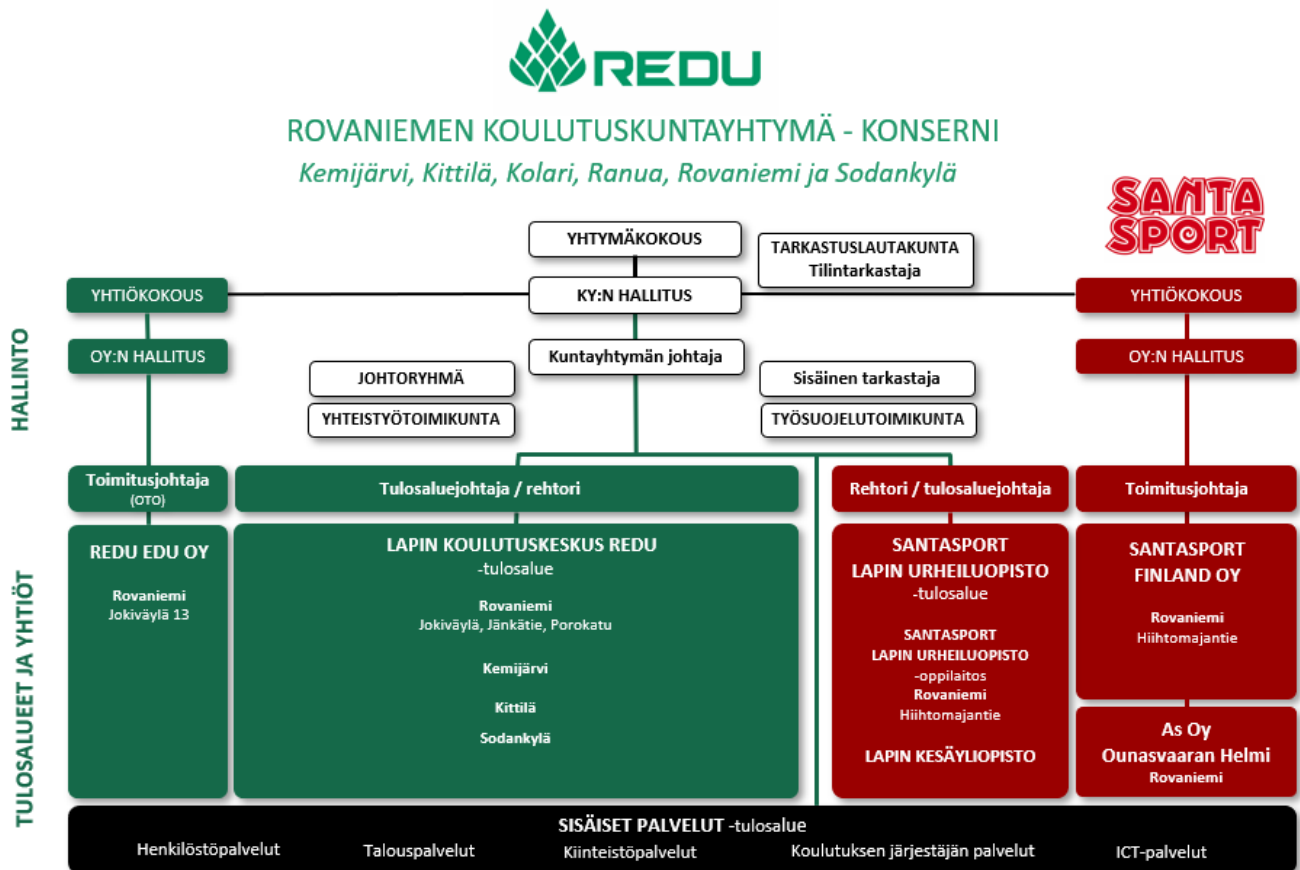 REDU
ROVANIEMEN KOULUTUSKUNTAYHTYMÄ - KONSERNI
Kemijärvi, Kittilä, Kolari, Ranua, Rovaniemi ja Sodankylä
SANTA
SPORT
HALLINTO
YHTYMÄKOKOUS
TARKASTUSLAUTAKUNTA
Tilintarkastaja
YHTIÖKOKOUS
KY:N HALLITUS
YHTIÖKOKOUS
OY:N HALLITUS
Kuntayhtymän johtaja
OY:N HALLITUS
JOHTORYHMÄ
Sisäinen tarkastaja
YHTEISTYÖTOIMIKUNTA
TYÖSUOJELUTOIMIKUNTA
TULOSALUEET JA YHTIÖT
Toimitusjohtaja
(OTO)
Tulosaluejohtaja / rehtori
Rehtori / tulosaluejohtaja
Toimitusjohtaja
REDU EDU OY
Rovaniemi
Jokiväylä 13
LAPIN KOULUTUSKESKUS REDU
-tulosalue
Rovaniemi
Jokiväylä, Jänkätie, Porokatu
Kemijärvi
Kittilä
Sodankylä
SANTASPORT
LAPIN URHEILUOPISTO
-tulosalue
SANTASPORT
LAPIN URHEILUOPISTO
-oppilaitos
Rovaniemi
Hiihtomajantie
LAPIN KESÄYLIOPISTO
SANTASPORT
FINLAND OY
Rovaniemi
Hiihtomajantie
As Oy
Ounasvaaran Helmi
Rovaniemi
SISÄISET PALVELUT -tulosalue
Henkilöstöpalvelut Talouspalvelut Kiinteistöpalvelut Koulutuksen järjestäjän palvelut ICT-palvelut